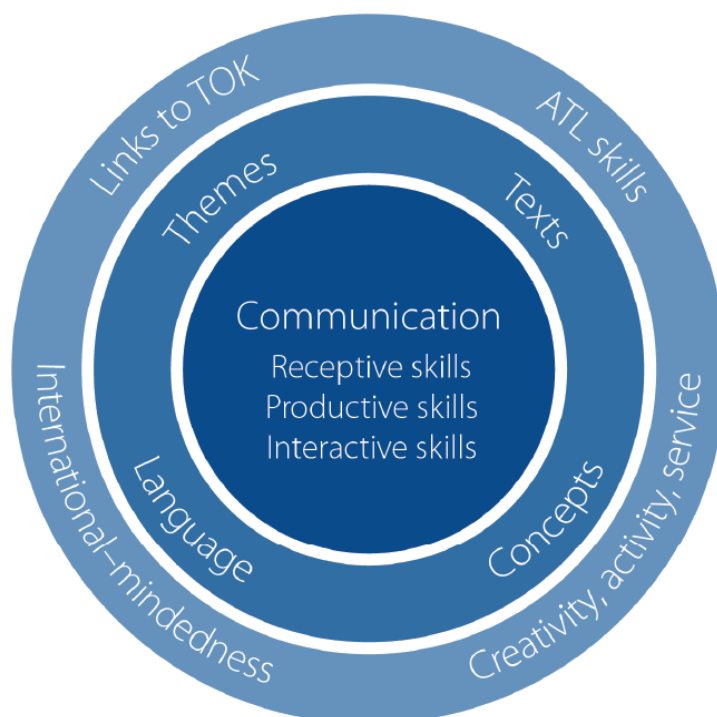 Links to TOK
ATL skills
Themes
Texts
Communication
Receptive skills
Productive skills
Interactive skills
Language
Concepts
International–mindedness
Creativity, activity, service